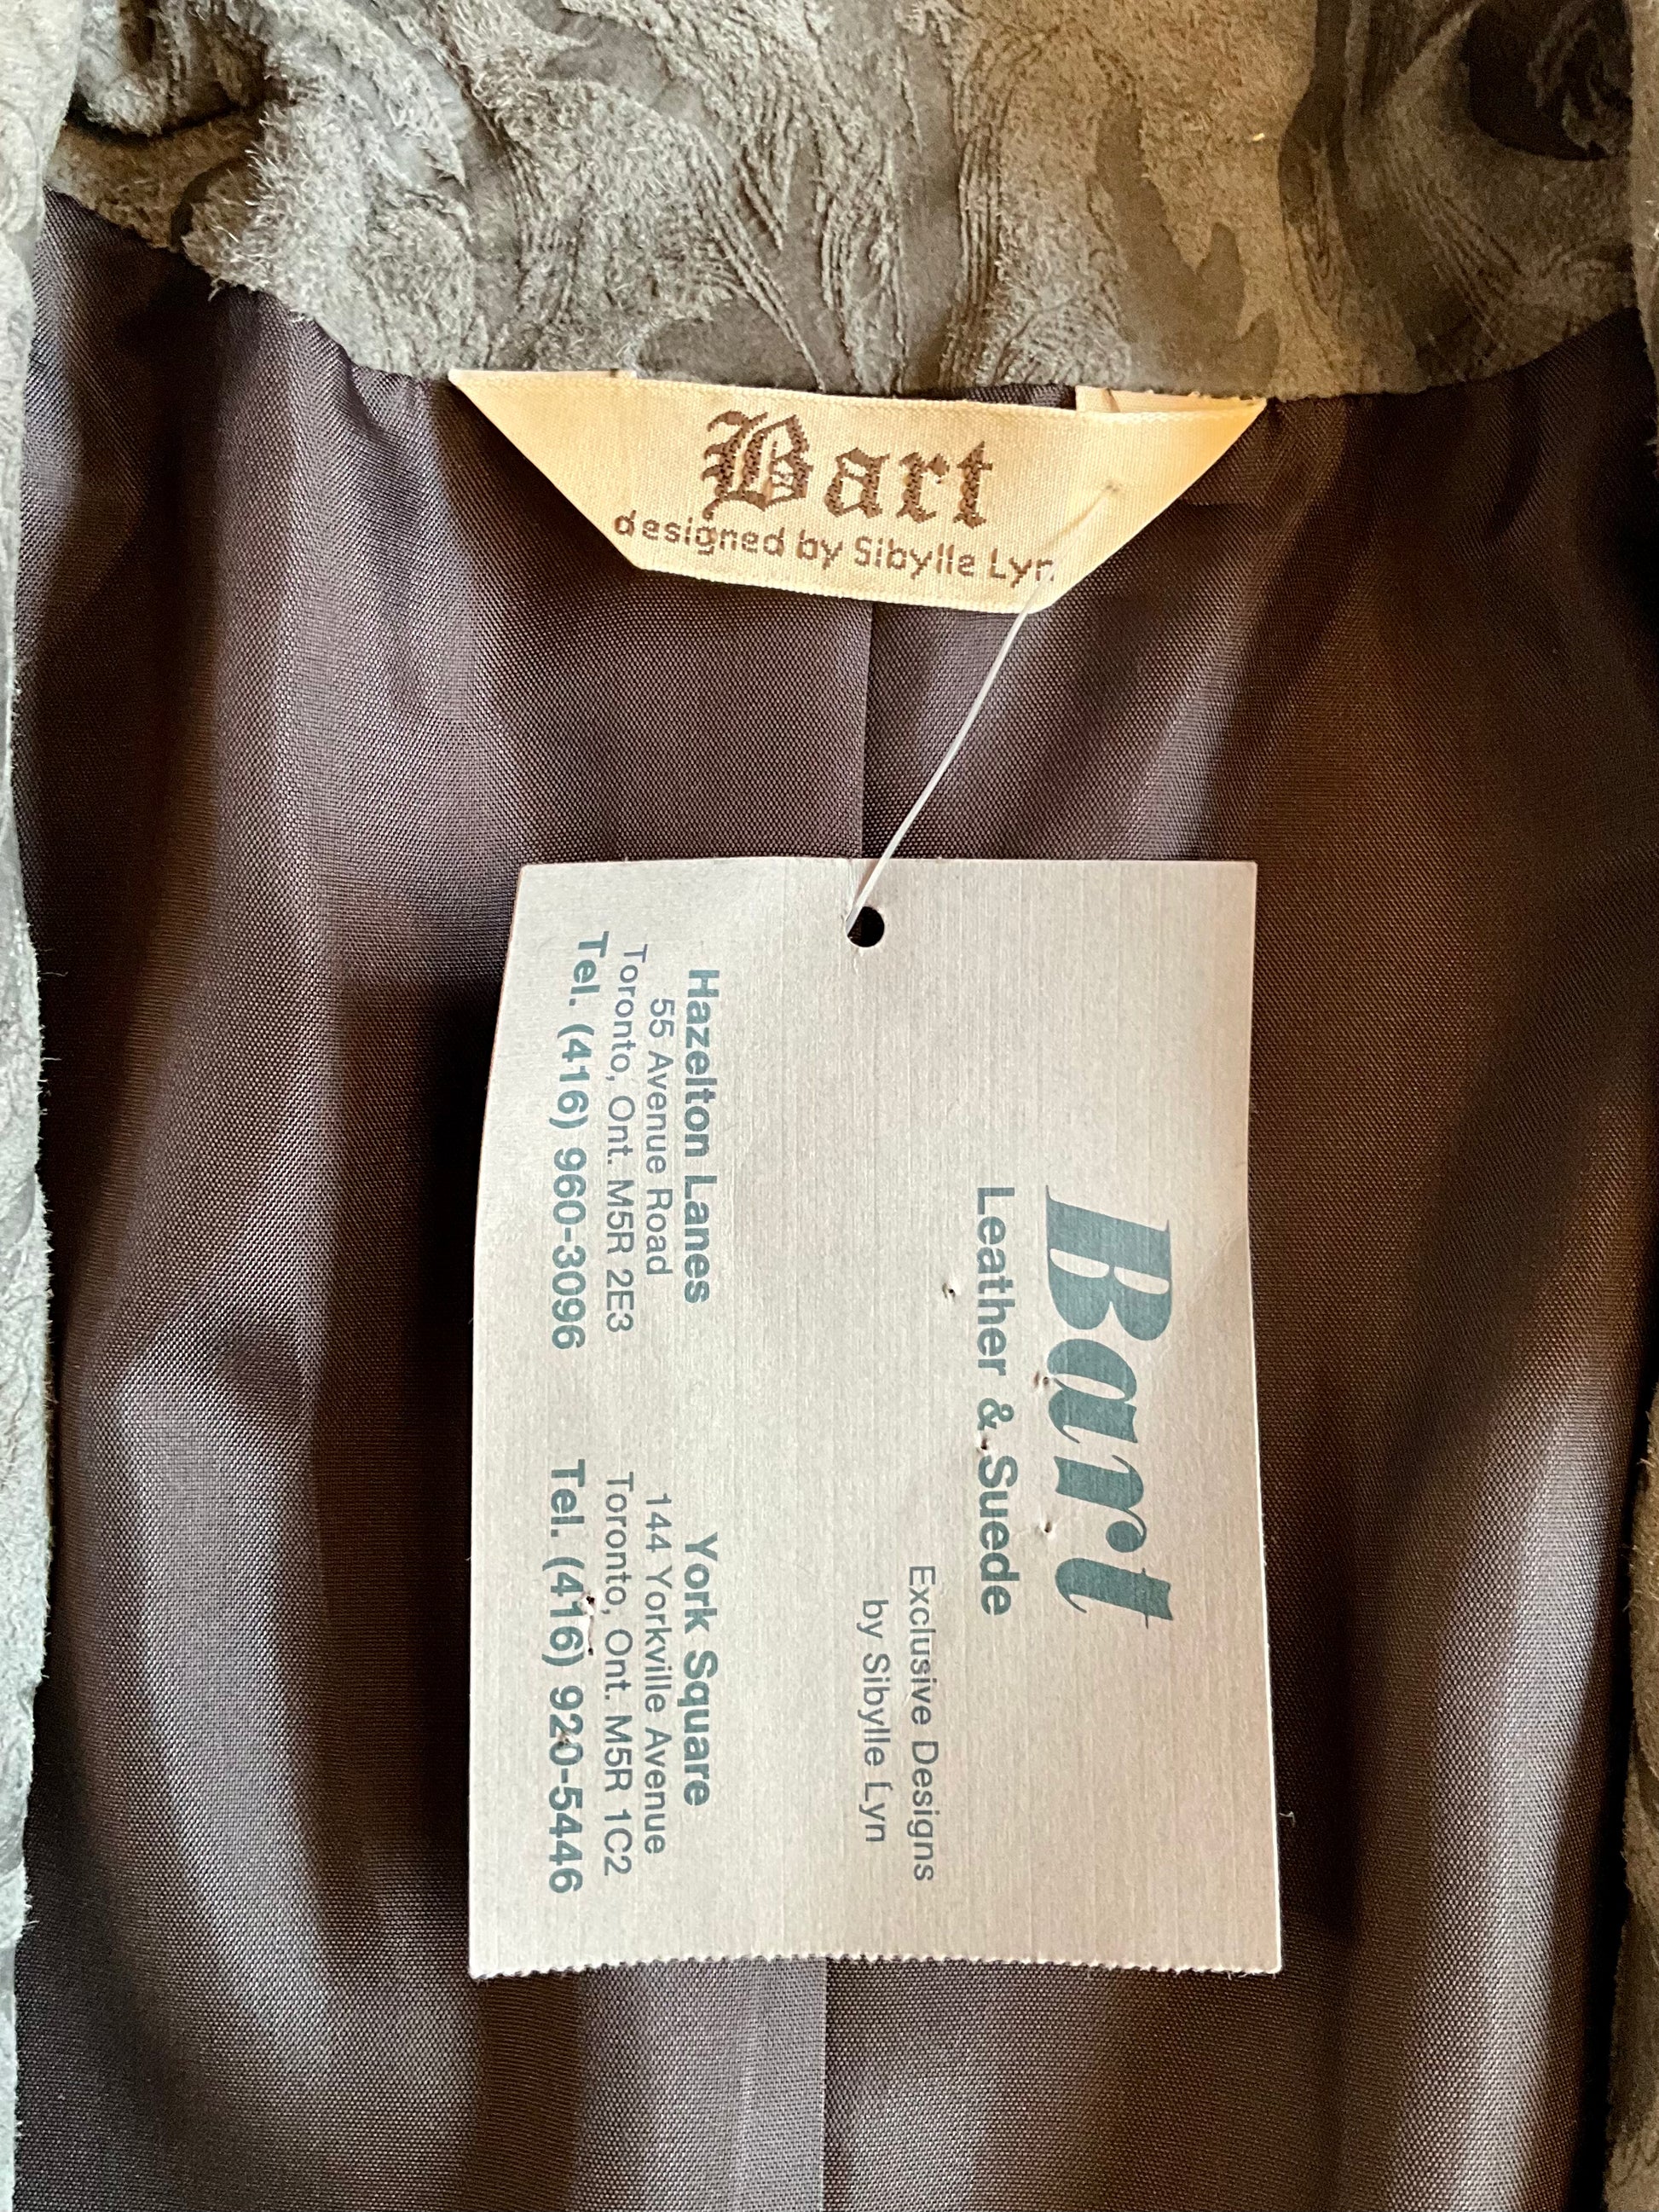 Bart
designed by Sibylle Lyn
Bart
Leather & Suede
Exclusive Designs
by Sibylle Lyn
Hazelton Lanes
55 Avenue Road
Toronto, Ont. M5R 2E3
Tel. (416) 960-3096
York Square
144 Yorkville Avenue
Toronto, Ont. M5R 1C2
Tel. (416) 920-5446